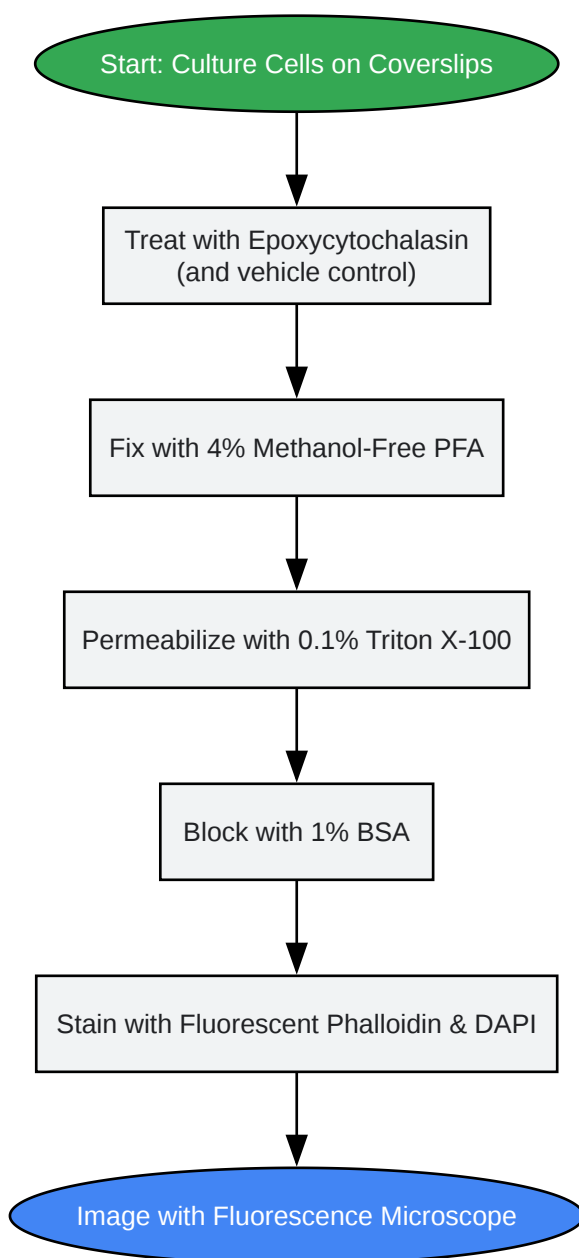 Start: Culture Cells on Coverslips
Treat with Epoxycytochalasin
(and vehicle control)
Fix with 4% Methanol-Free PFA
Permeabilize with 0.1% Triton X-100
Block with 1% BSA
Stain with Fluorescent Phalloidin & DAPI
Image with Fluorescence Microscope